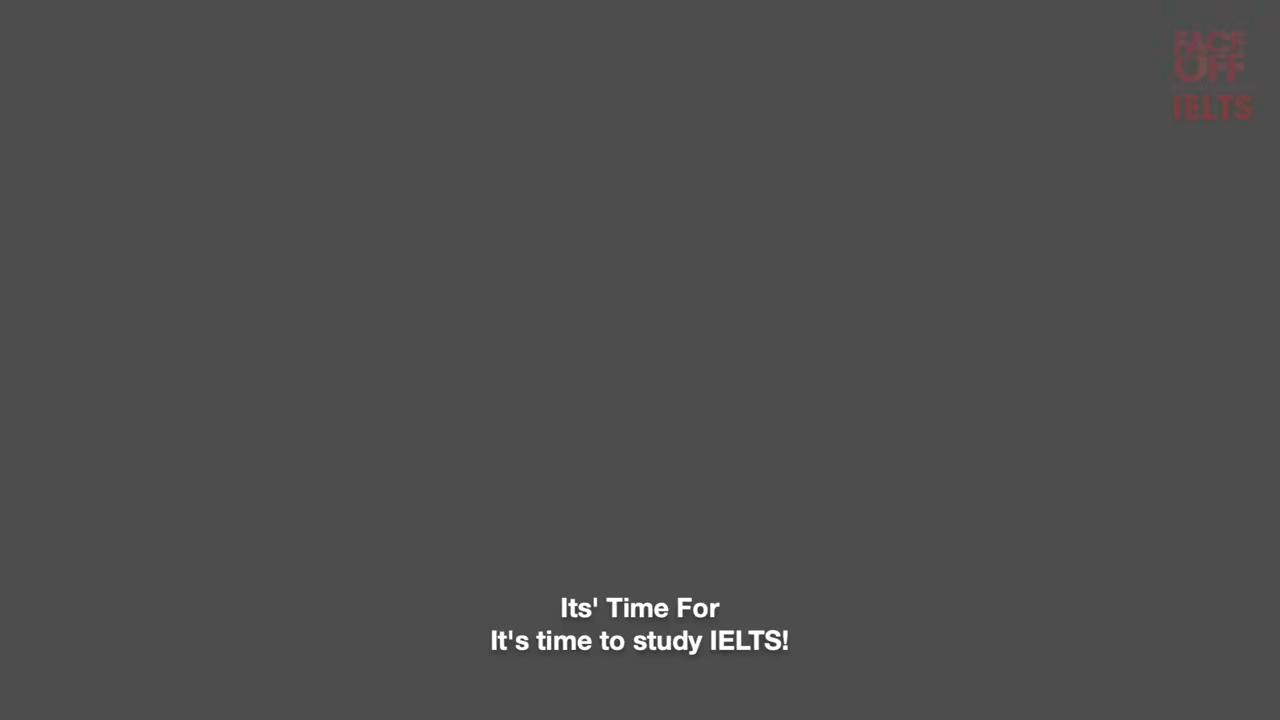 FACE
OFF
IELTS
Its' Time For
It's time to study IELTS!